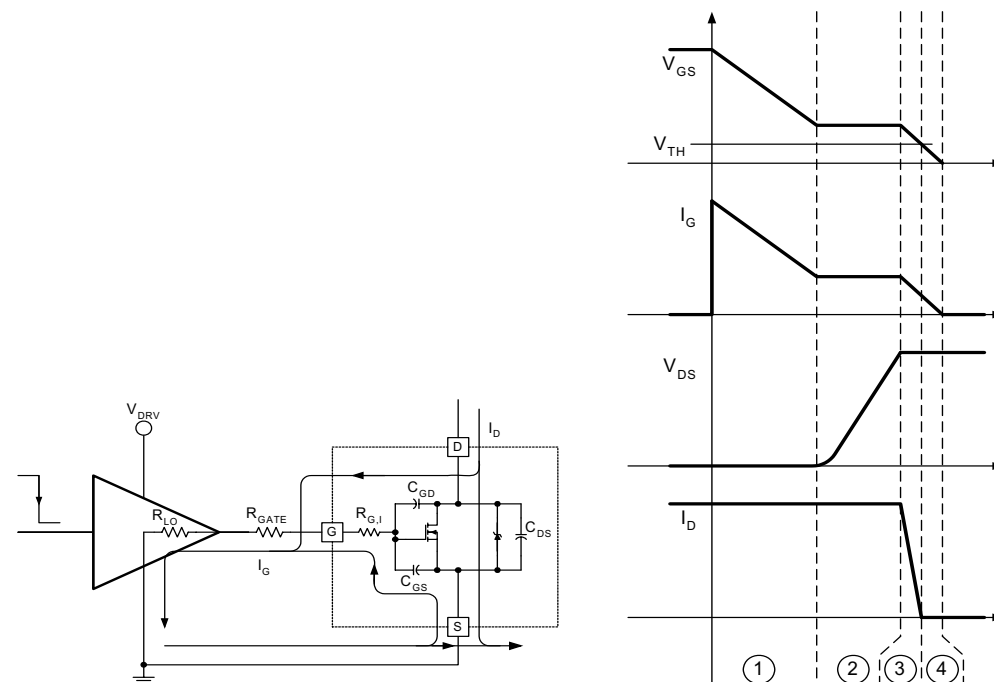 V_DRV
R_LO
R_GATE
I_G
G
R_G,I
C_GD
C_GS
D
I_D
C_DS
S
V_GS
V_TH
I_G
V_DS
I_D
1 2 3 4